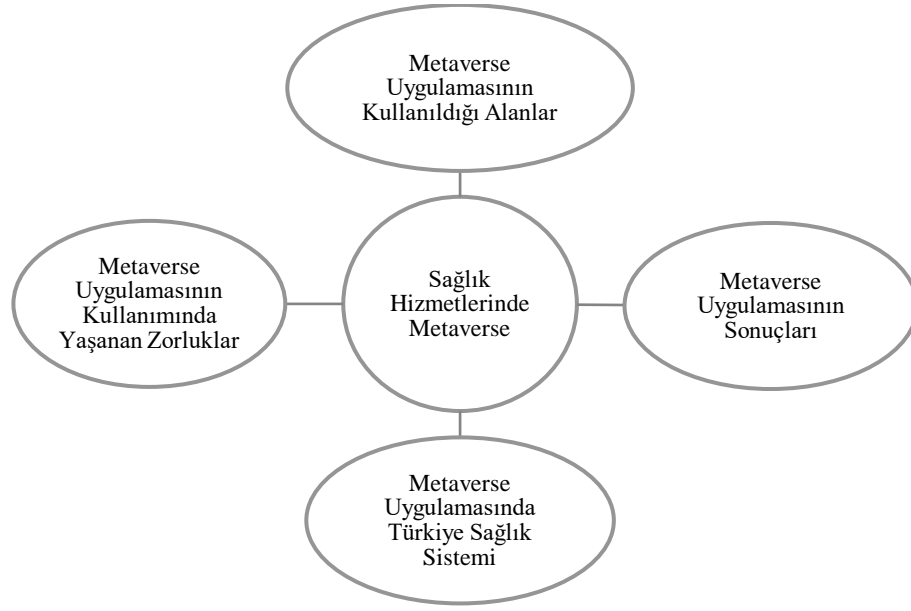 Metaverse
Uygulamasının
Kullanıldığı Alanlar
Metaverse
Uygulamasının
Kullanımında
Yaşanan Zorluklar
Sağlık
Hizmetlerinde
Metaverse
Metaverse
Uygulamasının
Sonuçları
Metaverse
Uygulamasında
Türkiye Sağlık
Sistemi